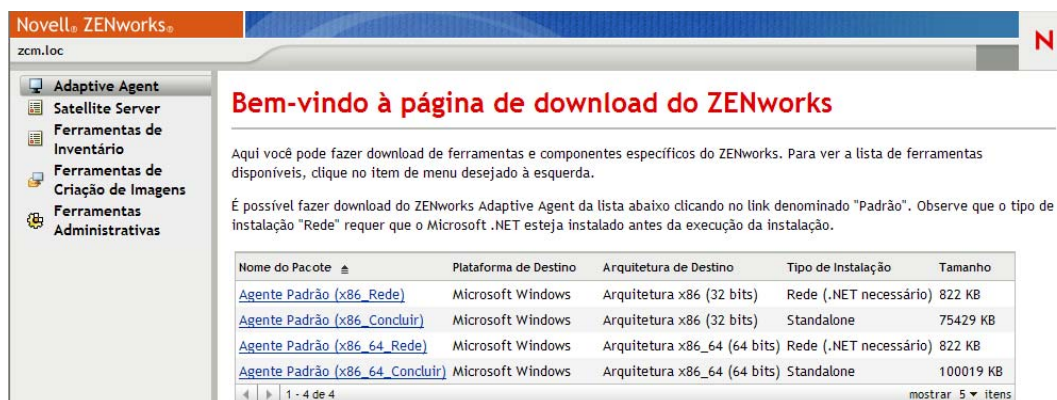 Novell® ZENworks®
zcm.loc
N
Adaptive Agent
Satellite Server
Ferramentas de
Inventário
Ferramentas de
Criação de Imagens
Ferramentas
Administrativas
Bem-vindo à página de download do ZENworks
Aqui você pode fazer download de ferramentas e componentes específicos do ZENworks. Para ver a lista de ferramentas
disponíveis, clique no item de menu desejado à esquerda.
É possível fazer download do ZENworks Adaptive Agent da lista abaixo clicando no link denominado "Padrão". Observe que o tipo de
instalação "Rede" requer que o Microsoft .NET esteja instalado antes da execução da instalação.
Nome do Pacote Plataforma de Destino Arquitetura de Destino Tipo de Instalação Tamanho
Agente Padrão (x86_Rede) Microsoft Windows Arquitetura x86 (32 bits) Rede (.NET necessário) 822 KB
Agente Padrão (x86_Concluir) Microsoft Windows Arquitetura x86 (32 bits) Standalone 75429 KB
Agente Padrão (x86_64_Rede) Microsoft Windows Arquitetura x86_64 (64 bits) Rede (.NET necessário) 822 KB
Agente Padrão (x86_64_Concluir) Microsoft Windows Arquitetura x86_64 (64 bits) Standalone 100019 KB
1 - 4 de 4 mostrar 5 itens